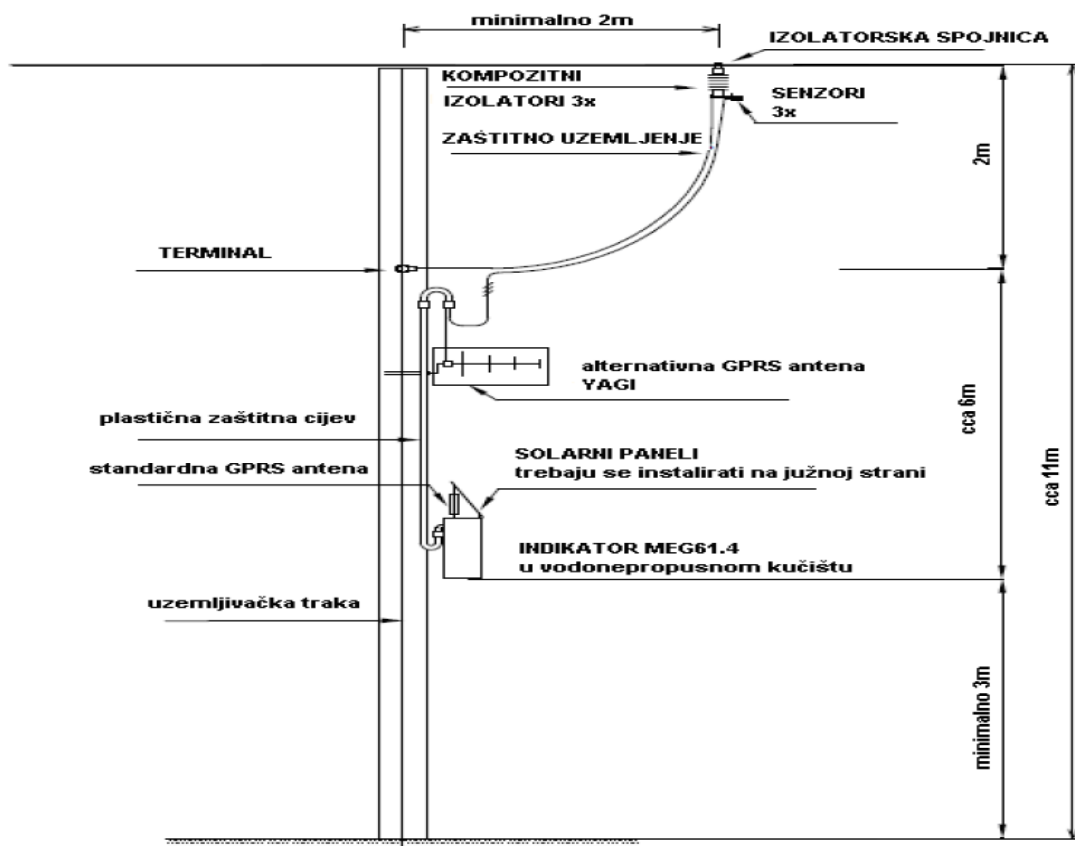 minimalno 2m
IZOLATORSKA SPOJNICA
KOMPOZITNI
IZOLATORI 3x
SENZORI
3x
ZAŠTITNO UZEMLJENJE
2m
TERMINAL
alternativna GPRS antena
YAGI
cca 6m
plastična zaštitna cijev
standardna GPRS antena
SOLARNI PANELI
trebaju se instalirati na južnoj strani
cca 11m
INDIKATOR MEG61.4
u vodonepropusnom kučištu
uzemljivačka traka
minimalno 3m